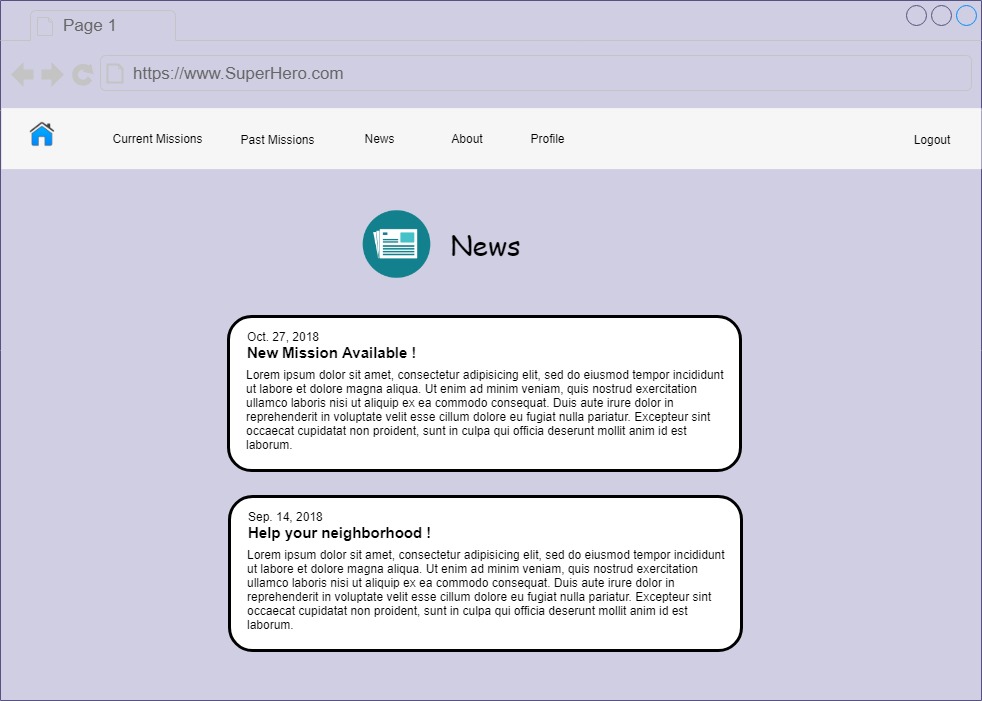 Page 1
https://www.SuperHero.com
Current Missions Past Missions News About Profile Logout
News
Oct. 27, 2018
New Mission Available !
Lorem ipsum dolor sit amet, consectetur adipisicing elit, sed do eiusmod tempor incididunt
ut labore et dolore magna aliqua. Ut enim ad minim veniam, quis nostrud exercitation
ullamco laboris nisi ut aliquip ex ea commodo consequat. Duis aute irure dolor in
reprehenderit in voluptate velit esse cillum dolore eu fugiat nulla pariatur. Excepteur sint
occaecat cupidatat non proident, sunt in culpa qui officia deserunt mollit anim id est
laborum.
Sep. 14, 2018
Help your neighborhood !
Lorem ipsum dolor sit amet, consectetur adipisicing elit, sed do eiusmod tempor incididunt
ut labore et dolore magna aliqua. Ut enim ad minim veniam, quis nostrud exercitation
ullamco laboris nisi ut aliquip ex ea commodo consequat. Duis aute irure dolor in
reprehenderit in voluptate velit esse cillum dolore eu fugiat nulla pariatur. Excepteur sint
occaecat cupidatat non proident, sunt in culpa qui officia deserunt mollit anim id est
laborum.